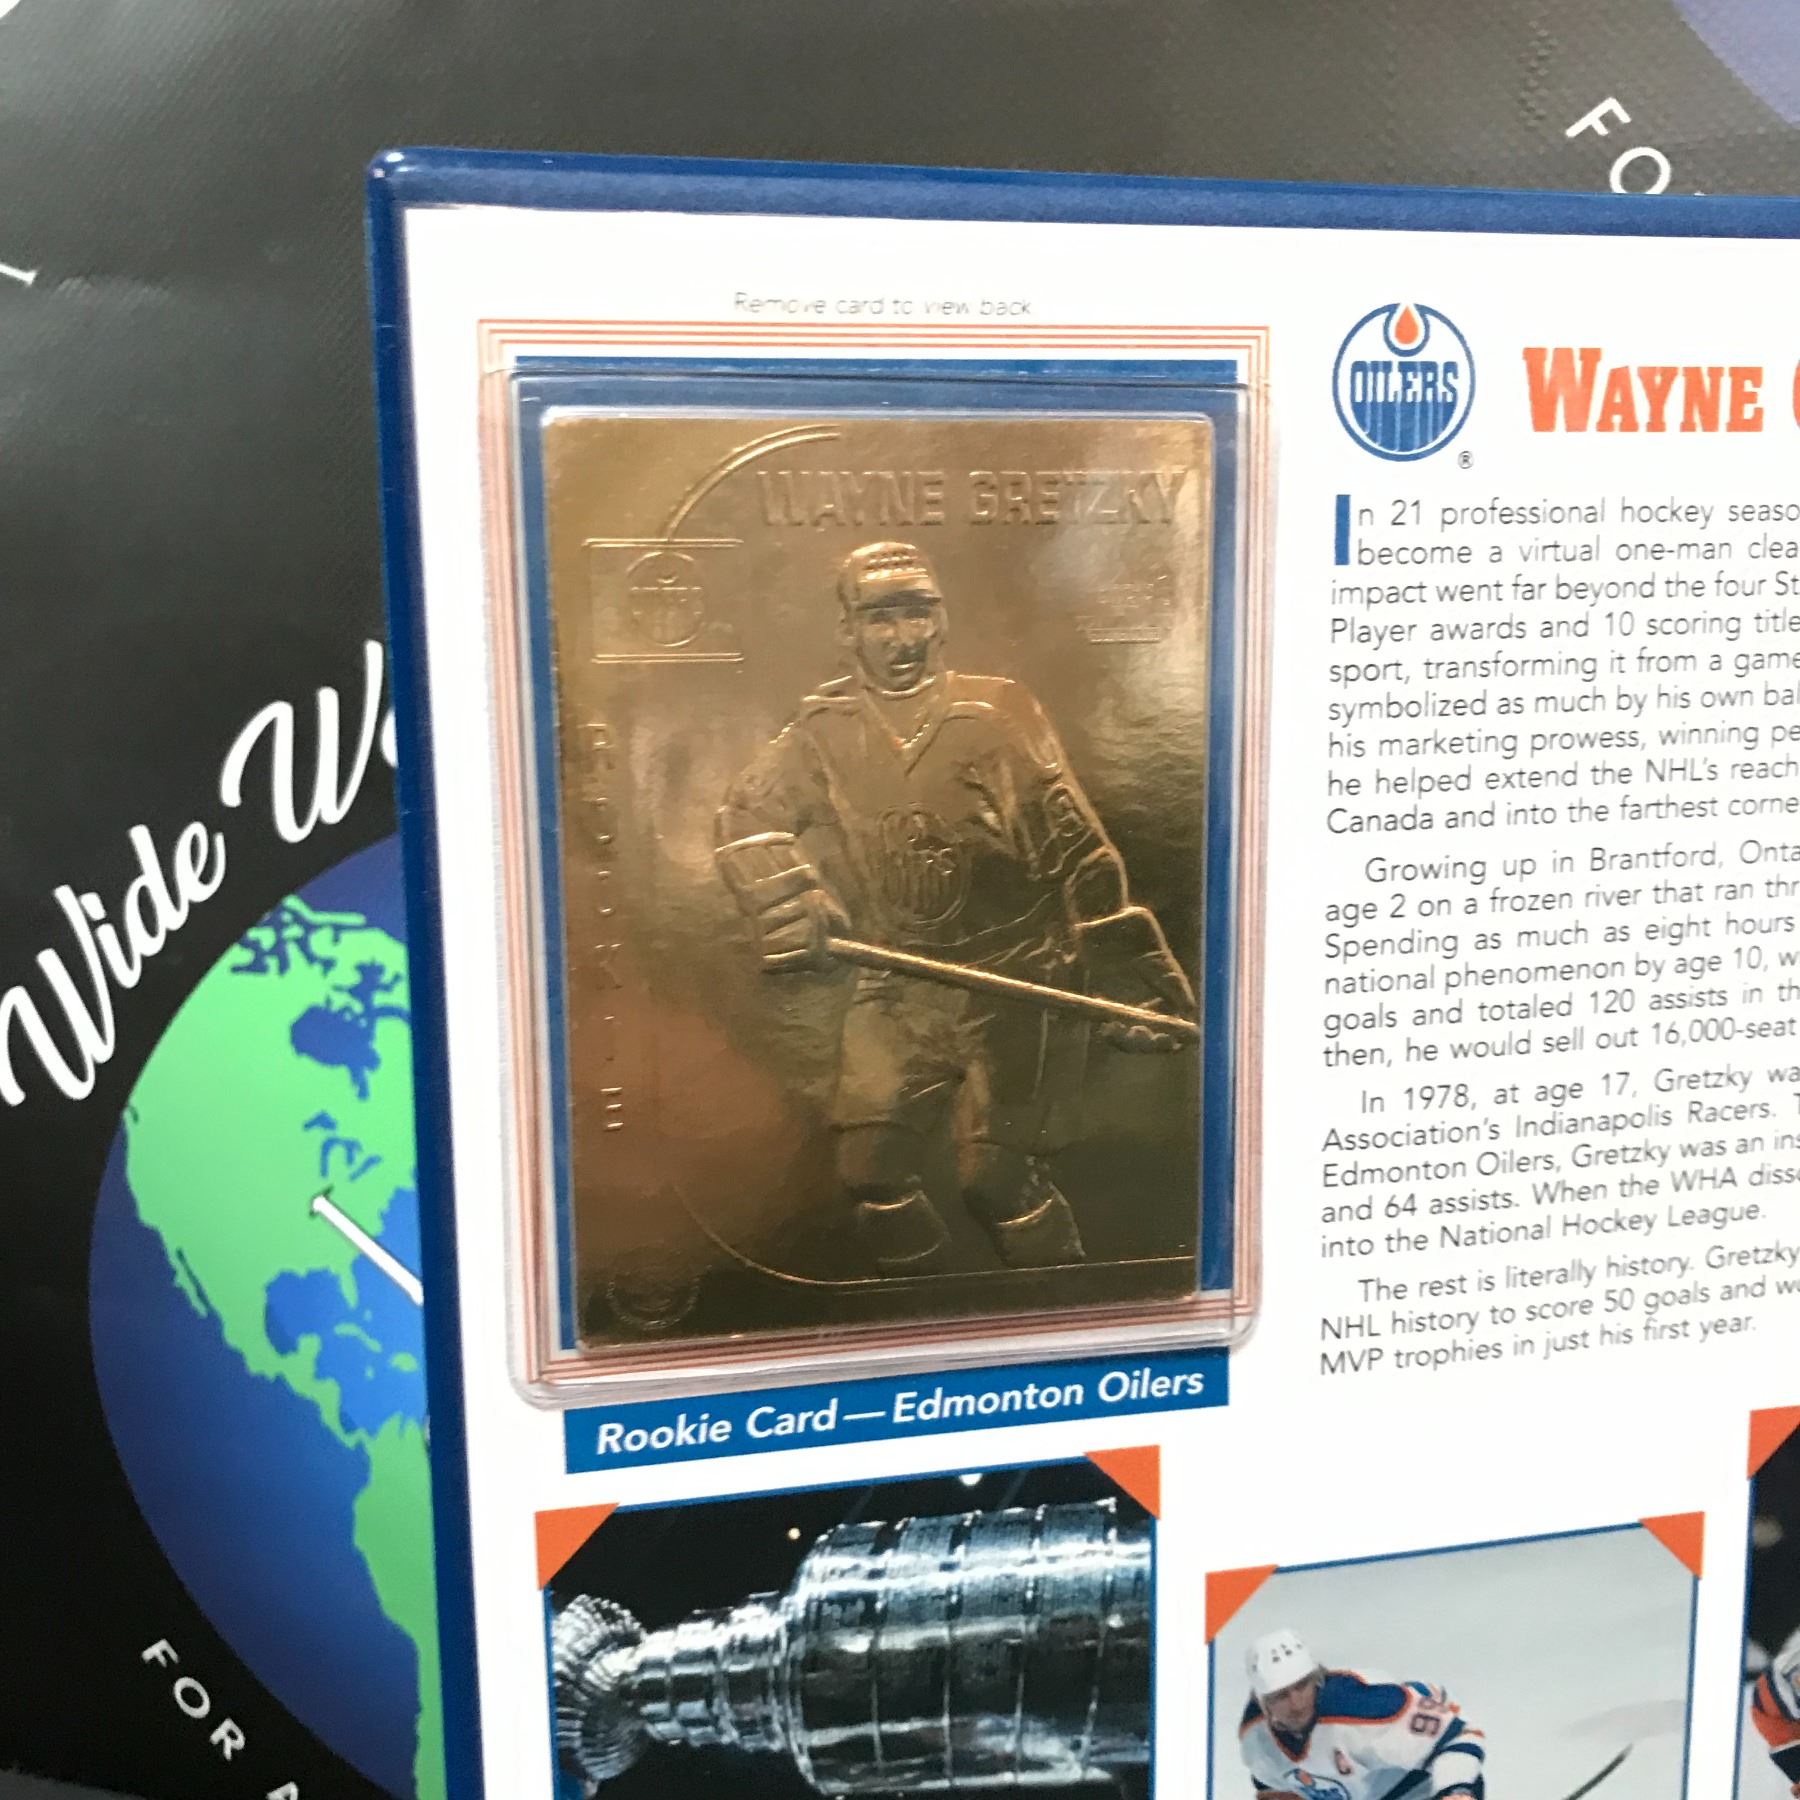 FO
Remove card to view back
OILERS
®
WAYNE
WAYNE GRETZKY
OILERS
ROOKIE
OILERS
Rookie Card—Edmonton Oilers
In 21 professional hockey seaso
become a virtual one-man clea
impact went far beyond the four St
Player awards and 10 scoring title
sport, transforming it from a game
symbolized as much by his own bal
his marketing prowess, winning pe
he helped extend the NHL's reach
Canada and into the farthest corne
Growing up in Brantford, Onta
age 2 on a frozen river that ran thr
Spending as much as eight hours
national phenomenon by age 10, w
goals and totaled 120 assists in th
then, he would sell out 16,000-seat
In 1978, at age 17, Gretzky wa
Association's Indianapolis Racers. T
Edmonton Oilers, Gretzky was an ins
and 64 assists. When the WHA disso
into the National Hockey League.
The rest is literally history. Gretzky
NHL history to score 50 goals and wo
MVP trophies in just his first year.
Wide W
FOR
99
C